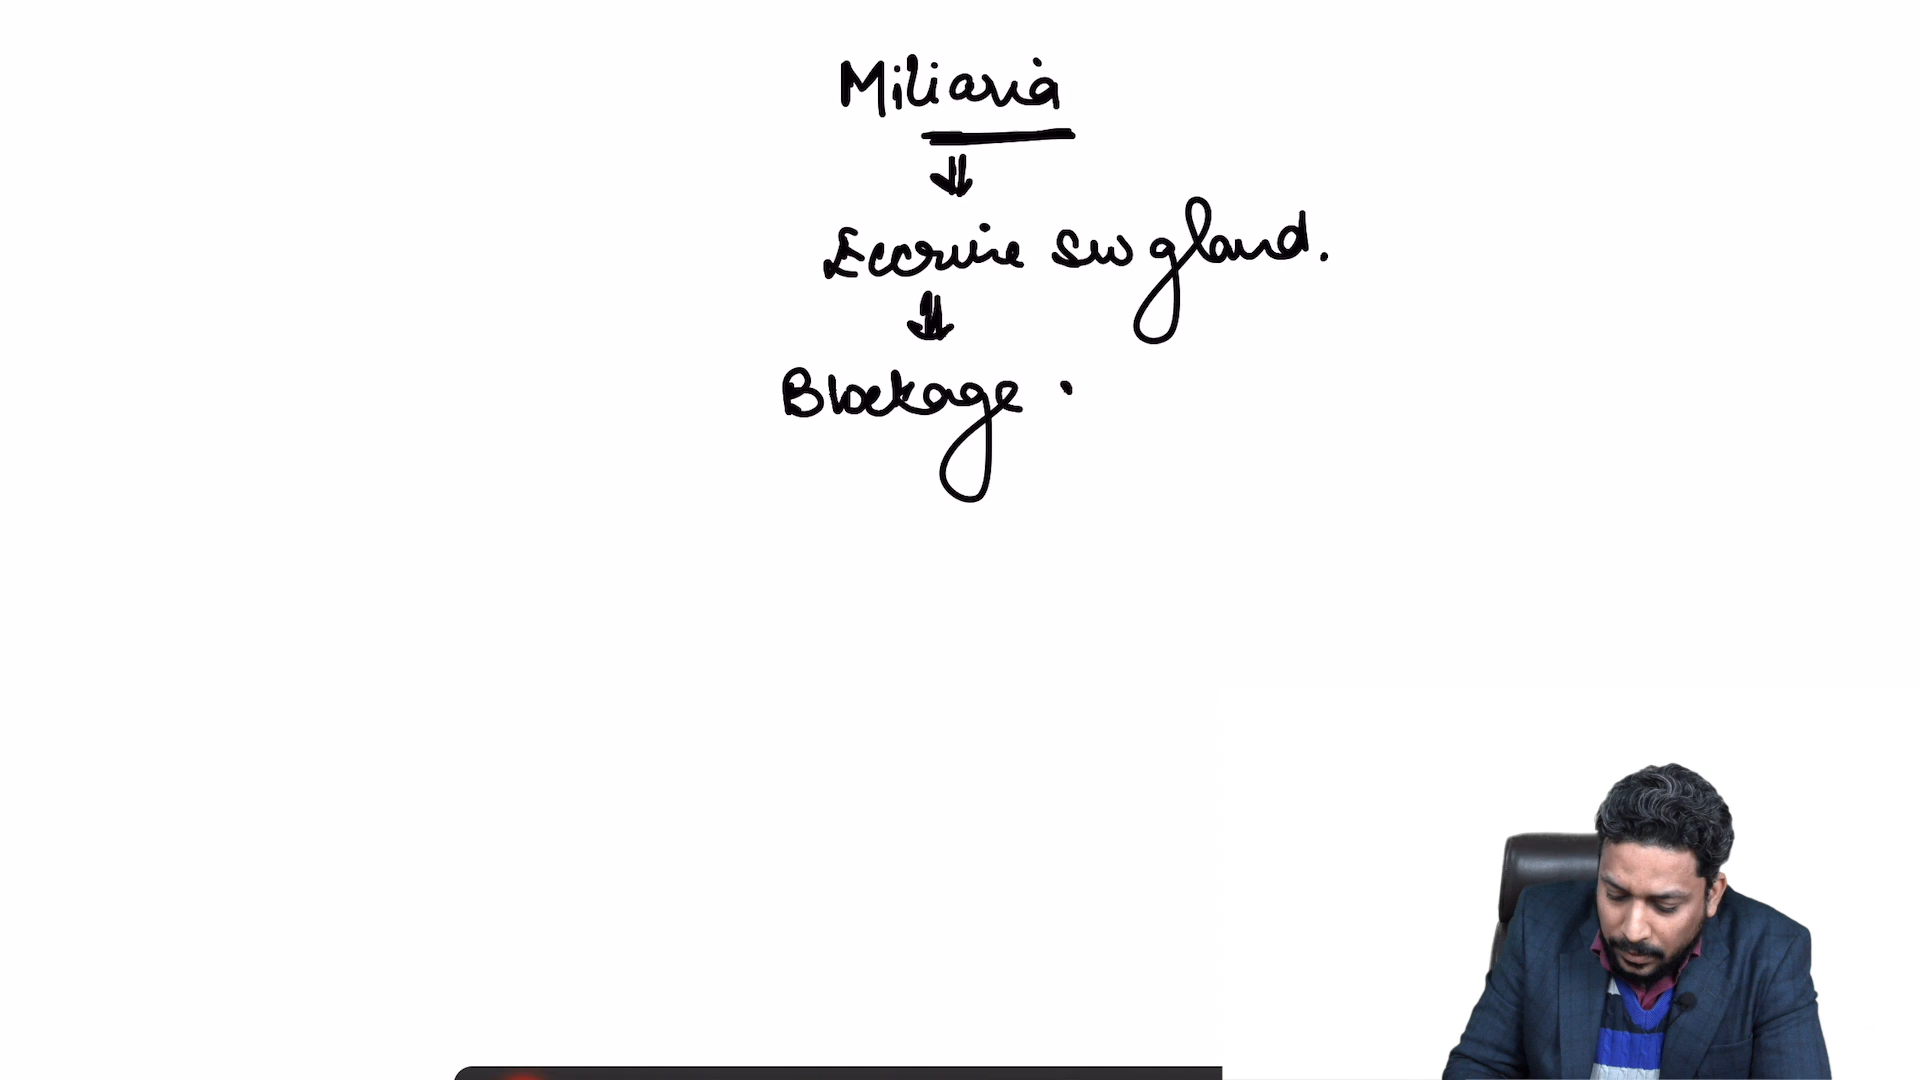 Miliaria
⇓
Eccrine sw gland.
⇓
Blockage .